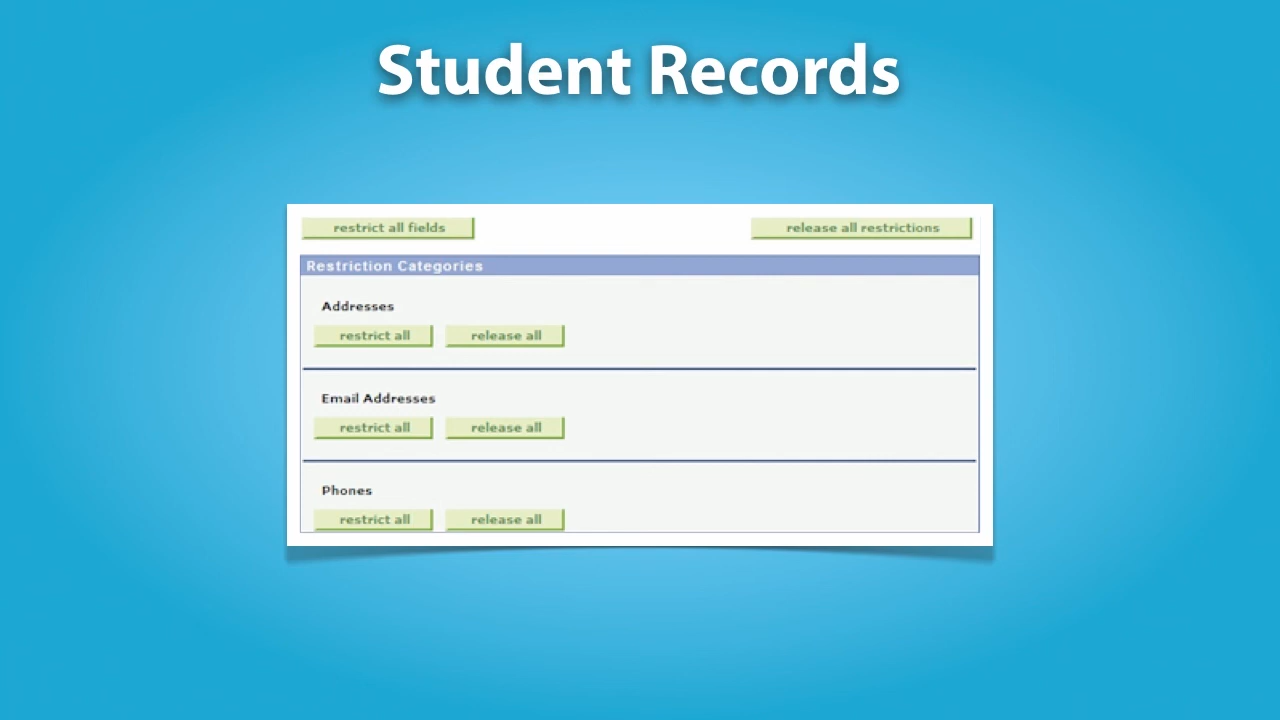 Student Records
restrict all fields release all restrictions
Restriction Categories
Addresses
restrict all release all
Email Addresses
restrict all release all
Phones
restrict all release all